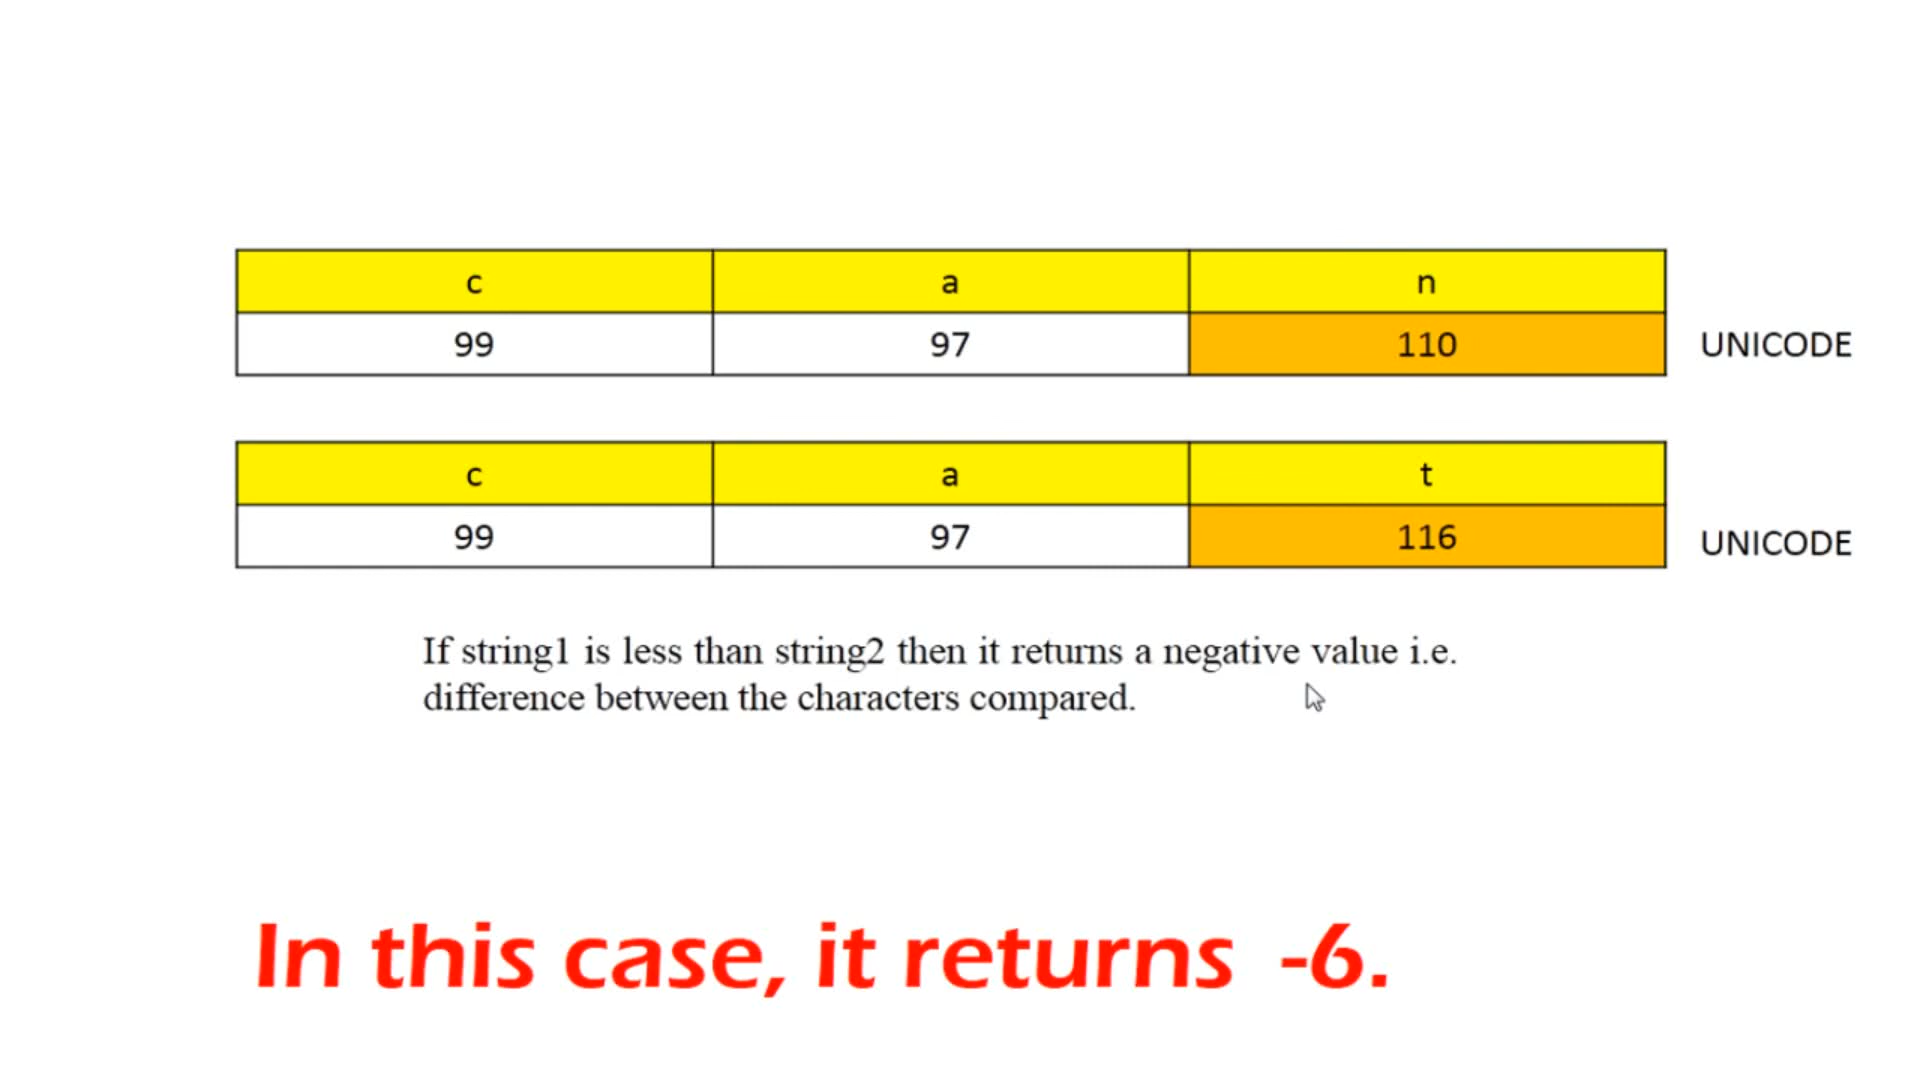 c a n
99 97 110 UNICODE
c a t
99 97 116 UNICODE
If string1 is less than string2 then it returns a negative value i.e.
difference between the characters compared.
In this case, it returns -6.